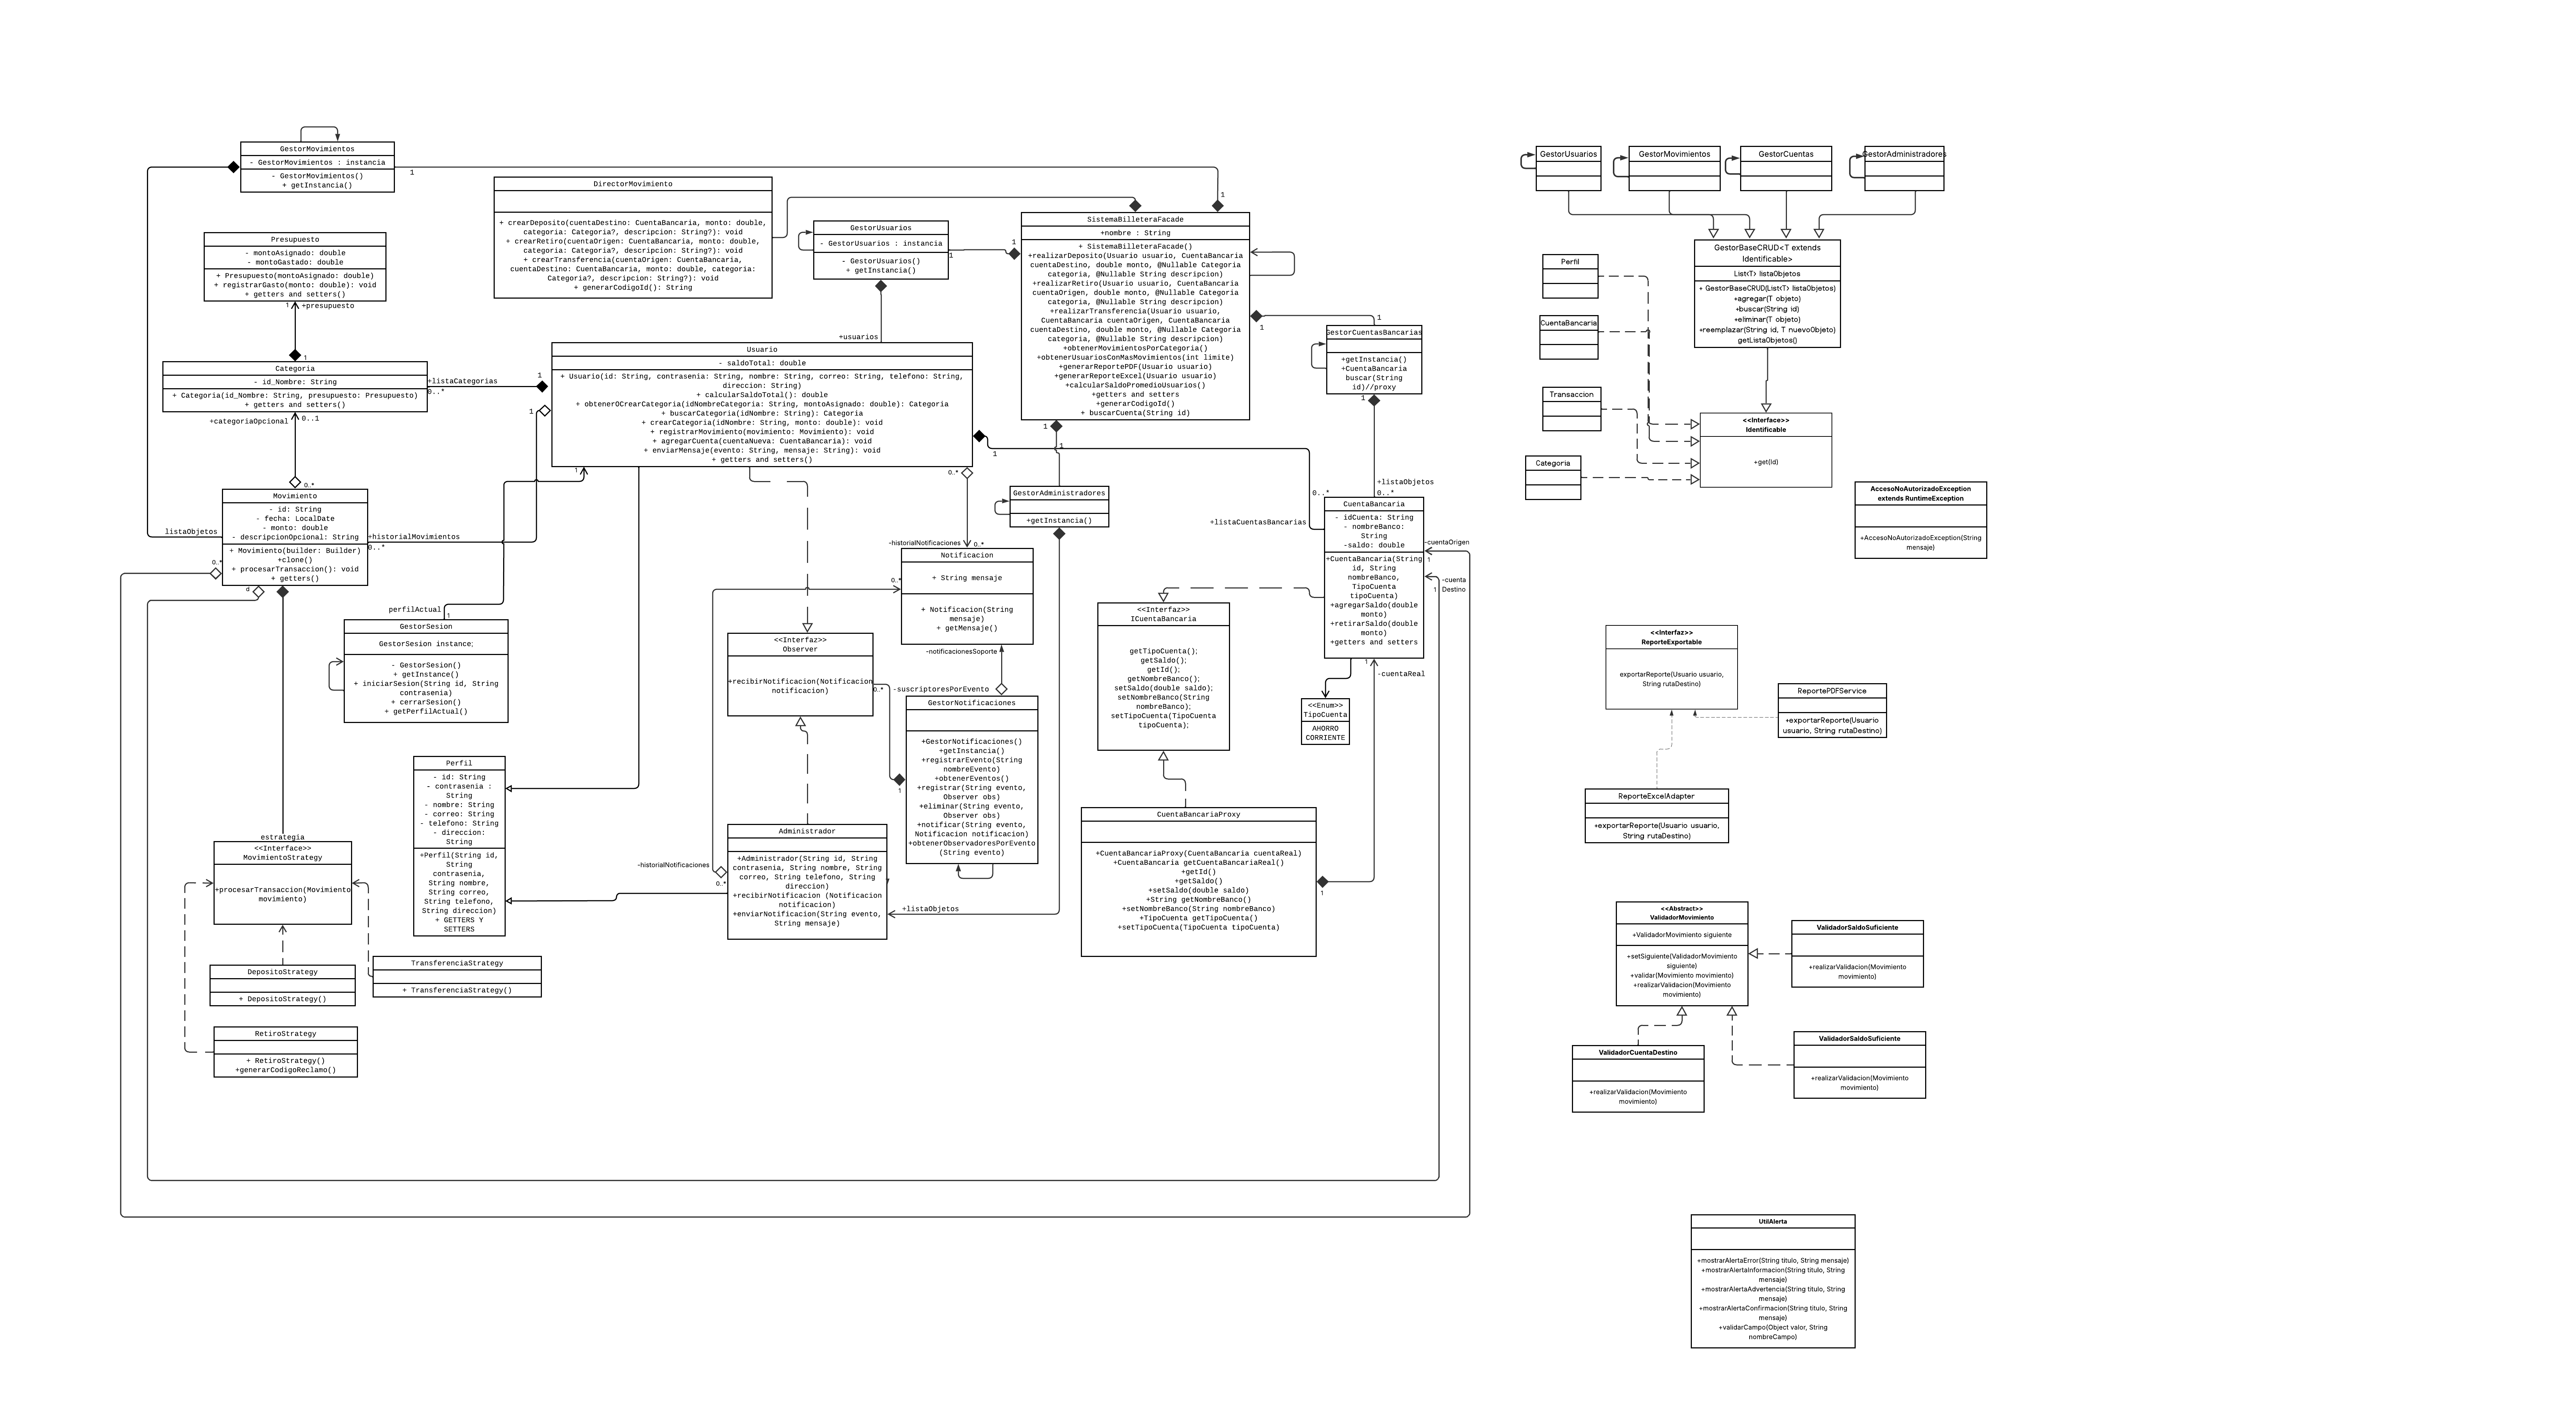 GestorMovimientos
- GestorMovimientos : instancia
- GestorMovimientos()
+ getInstancia()
1
1
Presupuesto
- montoAsignado: double
- montoGastado: double
+ Presupuesto(montoAsignado: double)
+ registrarGasto(monto: double): void
+ getters and setters()
1
+presupuesto
1
Categoria
- id_Nombre: String
+ Categoria(id_Nombre: String, presupuesto: Presupuesto)
+ getters and setters()
+listaCategorias
0..*
1
+categoriaOpcional
0..1
0..*
Movimiento
- id: String
- fecha: LocalDate
- monto: double
- descripcionOpcional: String
+ Movimiento(builder: Builder)
+clone()
+ procesarTransaccion(): void
+ getters()
listaObjetos
+historialMovimientos
0..*
1
0..*
d
DirectorMovimiento
+ crearDeposito(cuentaDestino: CuentaBancaria, monto: double,
categoria: Categoria?, descripcion: String?): void
+ crearRetiro(cuentaOrigen: CuentaBancaria, monto: double,
categoria: Categoria?, descripcion: String?): void
+ crearTransferencia(cuentaOrigen: CuentaBancaria,
cuentaDestino: CuentaBancaria, monto: double, categoria:
Categoria?, descripcion: String?): void
+ generarCodigoId(): String
GestorUsuarios
- GestorUsuarios : instancia
- GestorUsuarios()
+ getInstancia()
1
1
+usuarios
SistemaBilleteraFacade
+nombre : String
+ SistemaBilleteraFacade()
+realizarDeposito(Usuario usuario, CuentaBancaria
cuentaDestino, double monto, @Nullable Categoria
categoria, @Nullable String descripcion)
+realizarRetiro(Usuario usuario, CuentaBancaria
cuentaOrigen, double monto, @Nullable Categoria
categoria, @Nullable String descripcion)
+realizarTransferencia(Usuario usuario,
CuentaBancaria cuentaOrigen, CuentaBancaria
cuentaDestino, double monto, @Nullable Categoria
categoria, @Nullable String descripcion)
+obtenerMovimientosPorCategoria()
+obtenerUsuariosConMasMovimientos(int limite)
+generarReportePDF(Usuario usuario)
+generarReporteExcel(Usuario usuario)
+calcularSaldoPromedioUsuarios()
+getters and setters
+generarCodigoId()
+ buscarCuenta(String id)
1
1
1
1
GestorCuentasBancarias
+getInstancia()
+CuentaBancaria
buscar(String
id)//proxy
1
+listaObjetos
0..*
Usuario
- saldoTotal: double
+ Usuario(id: String, contrasenia: String, nombre: String, correo: String, telefono: String,
direccion: String)
+ calcularSaldoTotal(): double
+ obtenerOCrearCategoria(idNombreCategoria: String, montoAsignado: double): Categoria
+ buscarCategoria(idNombre: String): Categoria
+ crearCategoria(idNombre: String, monto: double): void
+ registrarMovimiento(movimiento: Movimiento): void
+ agregarCuenta(cuentaNueva: CuentaBancaria): void
+ enviarMensaje(evento: String, mensaje: String): void
+ getters and setters()
1
0..*
1
0..*
+listaCuentasBancarias
GestorAdministradores
+getInstancia()
-historialNotificaciones
0..*
Notificacion
+ String mensaje
+ Notificacion(String
mensaje)
+ getMensaje()
0..*
-notificacionesSoporte
CuentaBancaria
- idCuenta: String
- nombreBanco:
String
-saldo: double
+CuentaBancaria(String
id, String
nombreBanco,
TipoCuenta
tipoCuenta)
+agregarSaldo(double
monto)
+retirarSaldo(double
monto)
+getters and setters
-cuentaOrigen
1
-cuenta
Destino
1
1
-cuentaReal
<<Interfaz>>
ICuentaBancaria
getTipoCuenta();
getSaldo();
getId();
getNombreBanco();
setSaldo(double saldo);
setNombreBanco(String
nombreBanco);
setTipoCuenta(TipoCuenta
tipoCuenta);
<<Enum>>
TipoCuenta
AHORRO
CORRIENTE
CuentaBancariaProxy
+CuentaBancariaProxy(CuentaBancaria cuentaReal)
+CuentaBancaria getCuentaBancariaReal()
+getId()
+getSaldo()
+setSaldo(double saldo)
+String getNombreBanco()
+setNombreBanco(String nombreBanco)
+TipoCuenta getTipoCuenta()
+setTipoCuenta(TipoCuenta tipoCuenta)
1
perfilActual
1
GestorSesion
GestorSesion instance;
- GestorSesion()
+ getInstance()
+ iniciarSesion(String id, String
contrasenia)
+ cerrarSesion()
+ getPerfilActual()
<<Interfaz>>
Observer
+recibirNotificacion(Notificacion
notificacion)
0..*
-suscriptoresPorEvento
GestorNotificaciones
+GestorNotificaciones()
+getInstancia()
+registrarEvento(String
nombreEvento)
+obtenerEventos()
+registrar(String evento,
Observer obs)
+eliminar(String evento,
Observer obs)
+notificar(String evento,
Notificacion notificacion)
+obtenerObservadoresPorEvento
(String evento)
1
Perfil
- id: String
- contrasenia :
String
- nombre: String
- correo: String
- telefono: String
- direccion:
String
+Perfil(String id,
String
contrasenia,
String nombre,
String correo,
String telefono,
String direccion)
+ GETTERS Y
SETTERS
Administrador
+Administrador(String id, String
contrasenia, String nombre, String
correo, String telefono, String
direccion)
+recibirNotificacion (Notificacion
notificacion)
+enviarNotificacion(String evento,
String mensaje)
-historialNotificaciones
0..*
+listaObjetos
estrategia
<<Interface>>
MovimientoStrategy
+procesarTransaccion(Movimiento
movimiento)
DepositoStrategy
+ DepositoStrategy()
TransferenciaStrategy
+ TransferenciaStrategy()
RetiroStrategy
+ RetiroStrategy()
+generarCodigoReclamo()
GestorUsuarios
GestorMovimientos
GestorCuentas
GestorAdministradores
GestorBaseCRUD<T extends
Identificable>
List<T> listaObjetos
+ GestorBaseCRUD(List<T> listaObjetos)
+agregar(T objeto)
+buscar(String id)
+eliminar(T objeto)
+reemplazar(String id, T nuevoObjeto)
getListaObjetos()
Perfil
CuentaBancaria
Transaccion
Categoria
<<Interface>>
Identificable
+get(Id)
AccesoNoAutorizadoException
extends RuntimeException
+AccesoNoAutorizadoException(String
mensaje)
<<Interfaz>>
ReporteExportable
exportarReporte(Usuario usuario,
String rutaDestino)
ReportePDFService
+exportarReporte(Usuario
usuario, String rutaDestino)
ReporteExcelAdapter
+exportarReporte(Usuario usuario,
String rutaDestino)
<<Abstract>>
ValidadorMovimiento
+ValidadorMovimiento siguiente
+setSiguiente(ValidadorMovimiento
siguiente)
+validar(Movimiento movimiento)
+realizarValidacion(Movimiento
movimiento)
ValidadorSaldoSuficiente
+realizarValidacion(Movimiento
movimiento)
ValidadorCuentaDestino
+realizarValidacion(Movimiento
movimiento)
ValidadorSaldoSuficiente
+realizarValidacion(Movimiento
movimiento)
UtilAlerta
+mostrarAlertaError(String titulo, String mensaje)
+mostrarAlertaInformacion(String titulo, String
mensaje)
+mostrarAlertaAdvertencia(String titulo, String
mensaje)
+mostrarAlertaConfirmacion(String titulo, String
mensaje)
+validarCampo(Object valor, String
nombreCampo)